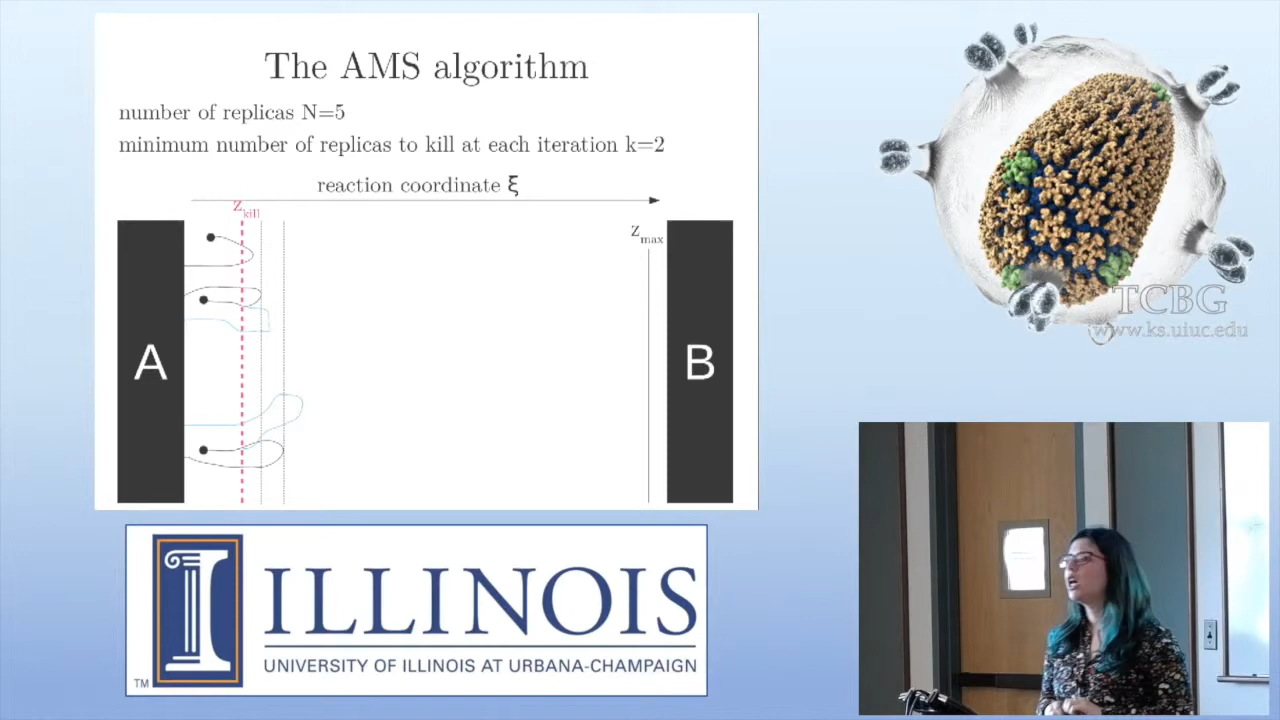 The AMS algorithm
number of replicas N=5
minimum number of replicas to kill at each iteration k=2
reaction coordinate ξ
z_kill
z_max
A
B
TCBG
www.ks.uiuc.edu
ILLINOIS
UNIVERSITY OF ILLINOIS AT URBANA-CHAMPAIGN
TM